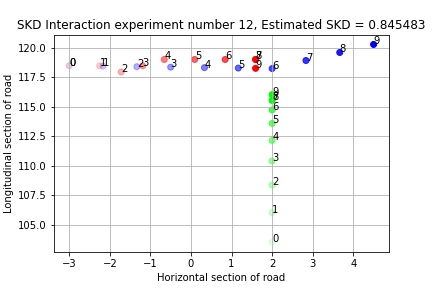 SKD Interaction experiment number 12, Estimated SKD = 0.845483
Longitudinal section of road
120.0
117.5
115.0
112.5
110.0
107.5
105.0
0 1 1 2 2 3 3 4 4 5 5 6 6 7 8 9
7 8 9
9
8
6
5
4
3
2
1
0
−3 −2 −1 0 1 2 3 4
Horizontal section of road